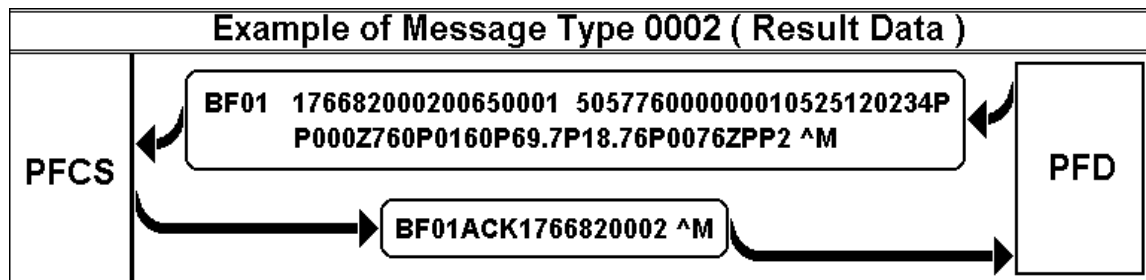 Example of Message Type 0002 ( Result Data )
BF01 176682000200650001 505776000000010525120234P
P000Z760P0160P69.7P18.76P0076ZPP2 ^M
PFCS
PFD
BF01ACK1766820002 ^M